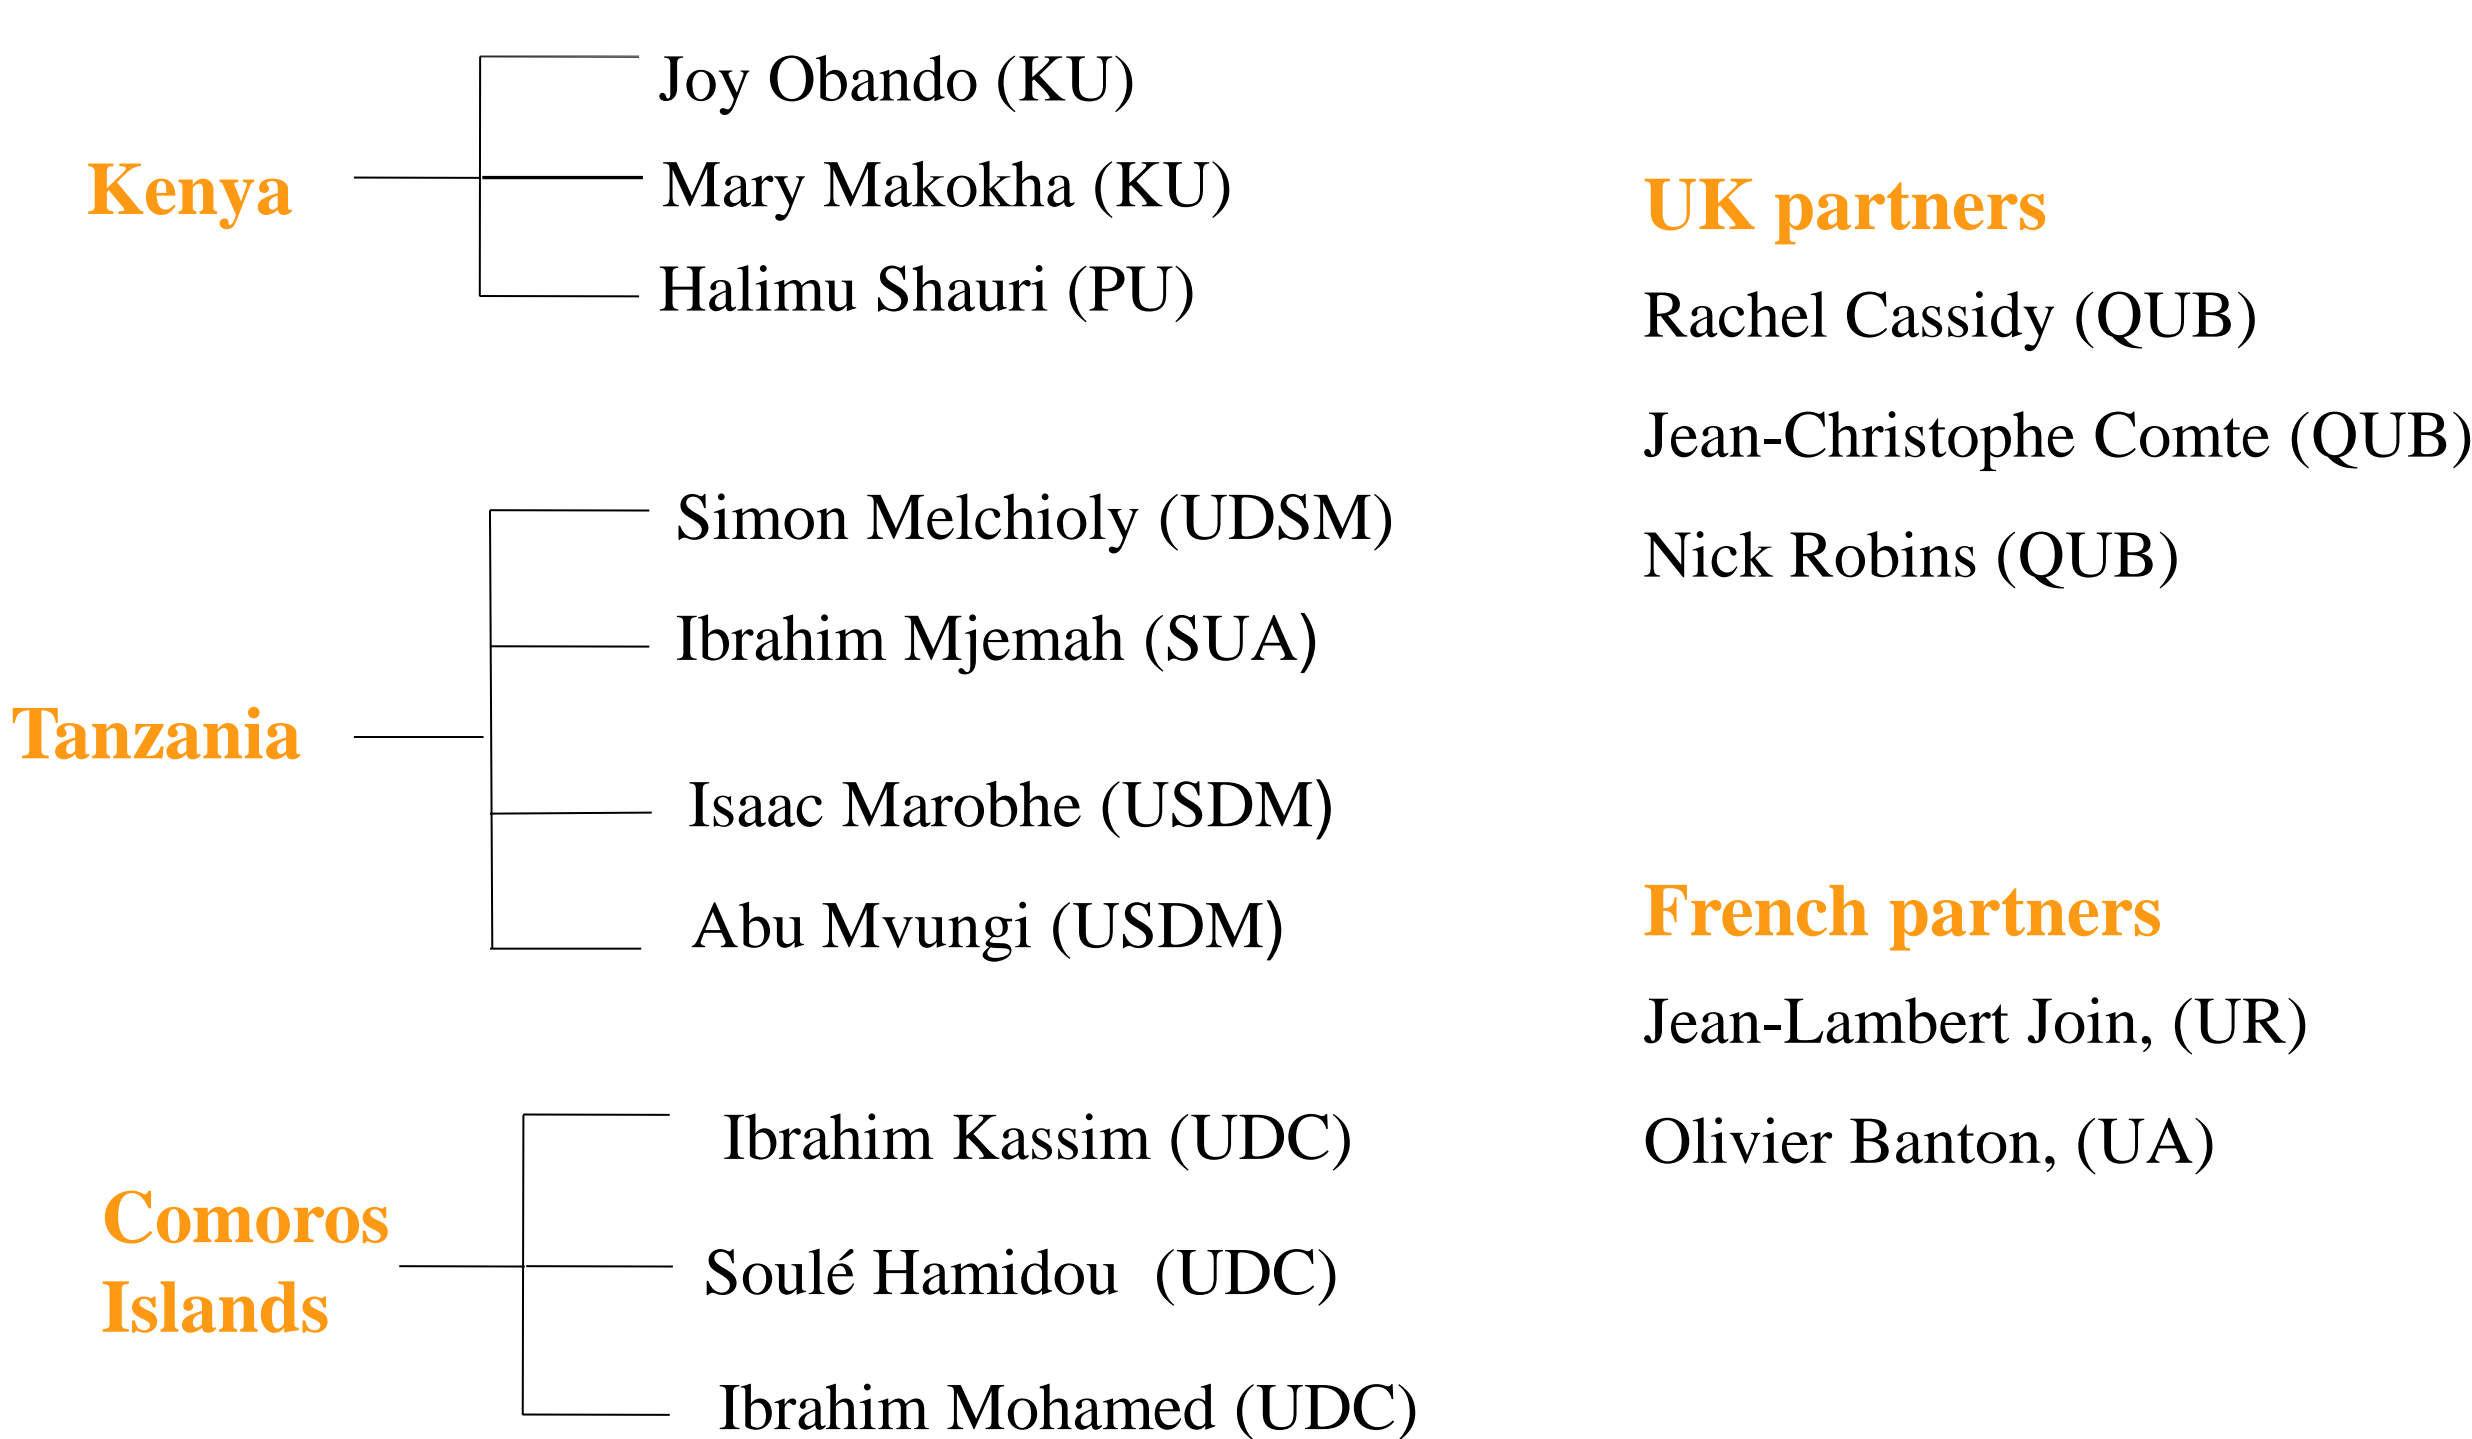 Kenya
Joy Obando (KU)
Mary Makokha (KU)
Halimu Shauri (PU)
Tanzania
Simon Melchioly (UDSM)
Ibrahim Mjemah (SUA)
Isaac Marobhe (USDM)
Abu Mvungi (USDM)
Comoros
Islands
Ibrahim Kassim (UDC)
Soulé Hamidou (UDC)
Ibrahim Mohamed (UDC)
UK partners
Rachel Cassidy (QUB)
Jean-Christophe Comte (QUB)
Nick Robins (QUB)
French partners
Jean-Lambert Join, (UR)
Olivier Banton, (UA)